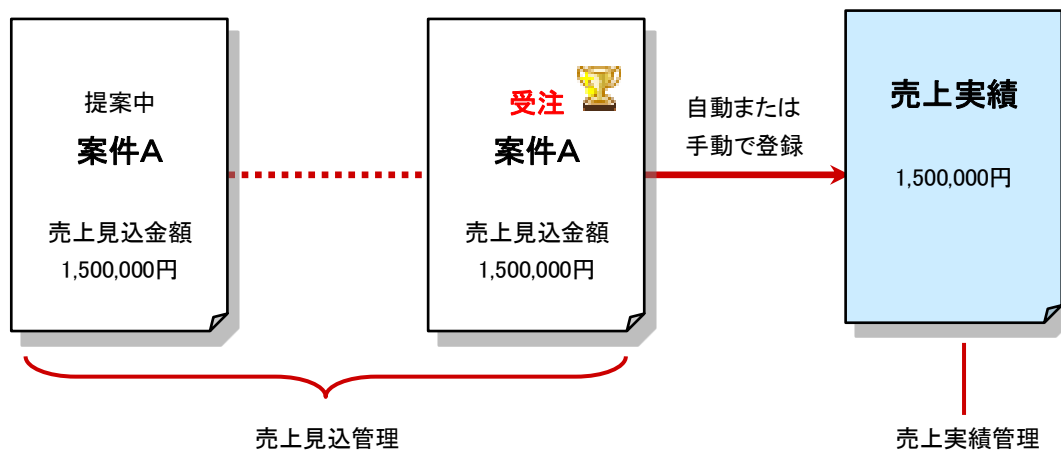 提案中
案件A
売上見込金額
1,500,000円
受注
案件A
売上見込金額
1,500,000円
自動または
手動で登録
売上実績
1,500,000円
売上見込管理
売上実績管理